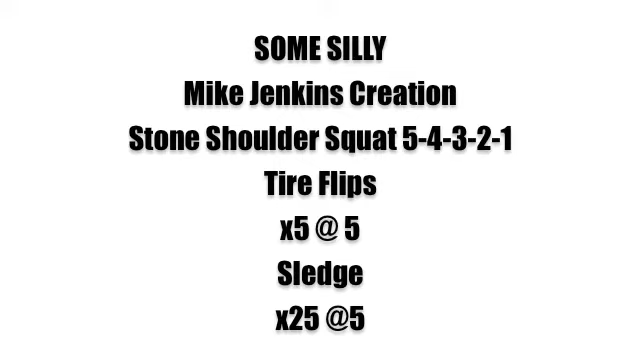 SOME SILLY
Mike Jenkins Creation
Stone Shoulder Squat 5-4-3-2-1
Tire Flips
x5 @ 5
Sledge
x25 @5